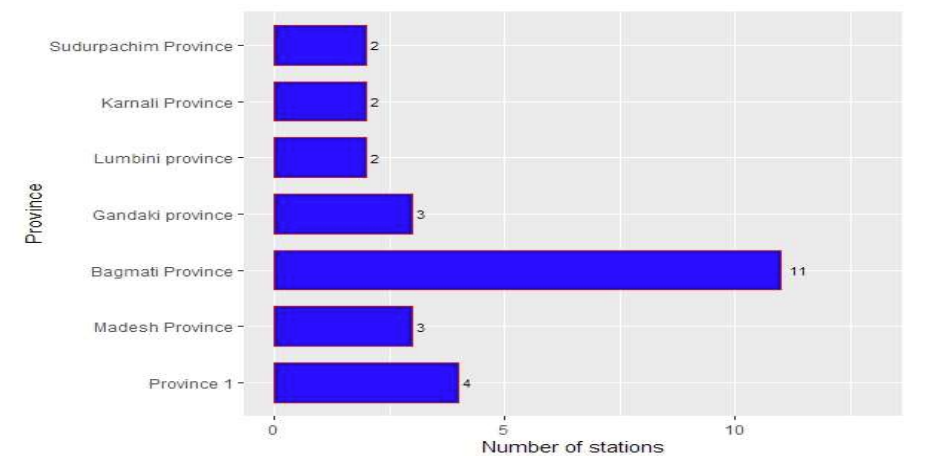 Sudurpachim Province
2
Karnali Province
2
Lumbini province
2
Gandaki province
3
Bagmati Province
11
Madesh Province
3
Province 1
4
Province
0
5
10
Number of stations